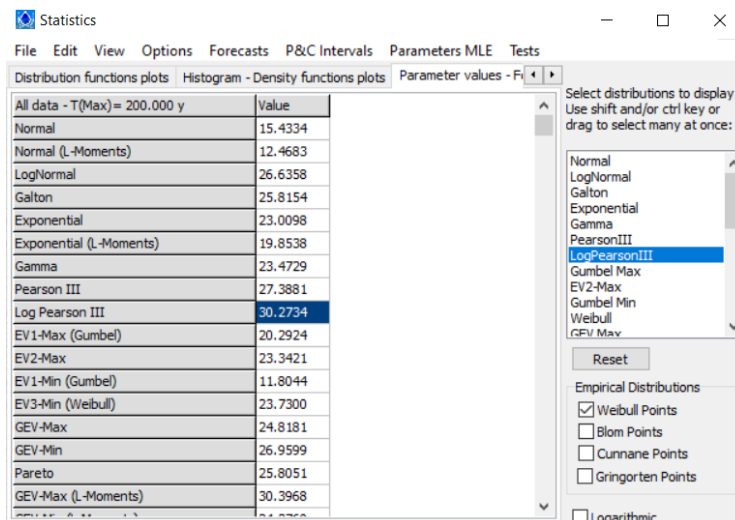 Statistics
File Edit View Options Forecasts P&C Intervals Parameters MLE Tests
Distribution functions plots Histogram - Density functions plots Parameter values - F
All data - T(Max)= 200.000 y Value
Normal 15.4334
Normal (L-Moments) 12.4683
LogNormal 26.6358
Galton 25.8154
Exponential 23.0098
Exponential (L-Moments) 19.8538
Gamma 23.4729
Pearson III 27.3881
Log Pearson III 30.2734
EV1-Max (Gumbel) 20.2924
EV2-Max 23.3421
EV1-Min (Gumbel) 11.8044
EV3-Min (Weibull) 23.7300
GEV-Max 24.8181
GEV-Min 26.9599
Pareto 25.8051
GEV-Max (L-Moments) 30.3968
Select distributions to display
Use shift and/or ctrl key or
drag to select many at once:
Normal
LogNormal
Galton
Exponential
Gamma
PearsonIII
LogPearsonIII
Gumbel Max
EV2-Max
Gumbel Min
Weibull
GEV Max
Reset
Empirical Distributions
Weibull Points
Blom Points
Cunnane Points
Gringorten Points
Logarithmic